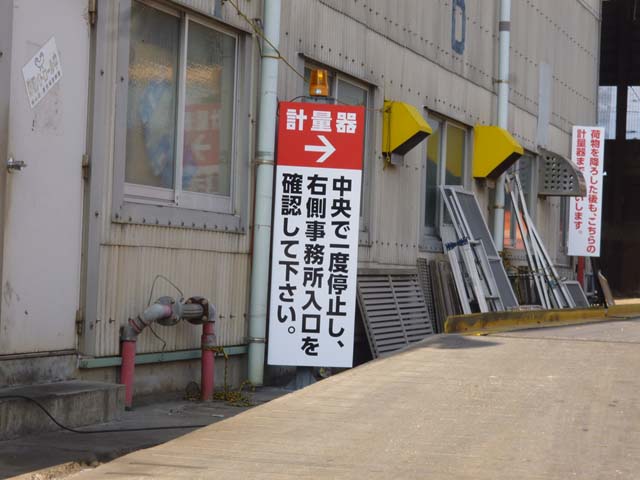 計量器
→
中央で一度停止し、
右側事務所入口を
確認して下さい。
荷物を降ろした後も、こちらの
計量器まで
します。